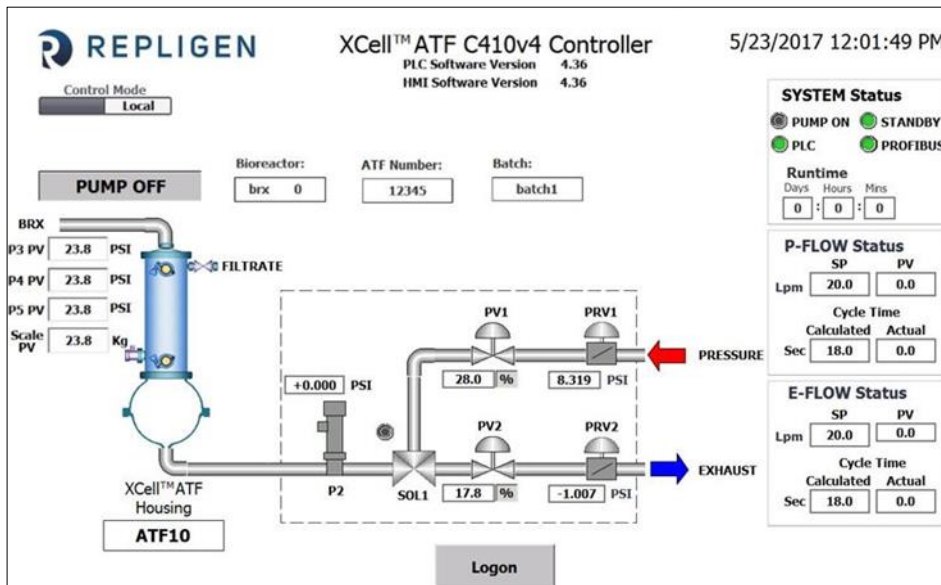 REPLIGEN
XCell™ ATF C410v4 Controller
PLC Software Version 4.36
HMI Software Version 4.36
5/23/2017 12:01:49 PM
Control Mode
Local
SYSTEM Status
PUMP ON STANDBY
PLC PROFIBUS
Runtime
Days Hours Mins
0 : 0 : 0
PUMP OFF
Bioreactor: ATF Number: Batch:
brx 0 12345 batch1
BRX
P3 PV 23.8 PSI
P4 PV 23.8 PSI
P5 PV 23.8 PSI
Scale PV 23.8 Kg
FILTRATE
+0.000 PSI
P2
SOL1
PV1 PRV1
28.0 % 8.319 PSI
PRESSURE
PV2 PRV2
17.8 % -1.007 PSI
EXHAUST
XCell™ ATF
Housing
ATF10
Logon
P-FLOW Status
SP PV
Lpm 20.0 0.0
Cycle Time
Calculated Actual
Sec 18.0 0.0
E-FLOW Status
SP PV
Lpm 20.0 0.0
Cycle Time
Calculated Actual
Sec 18.0 0.0